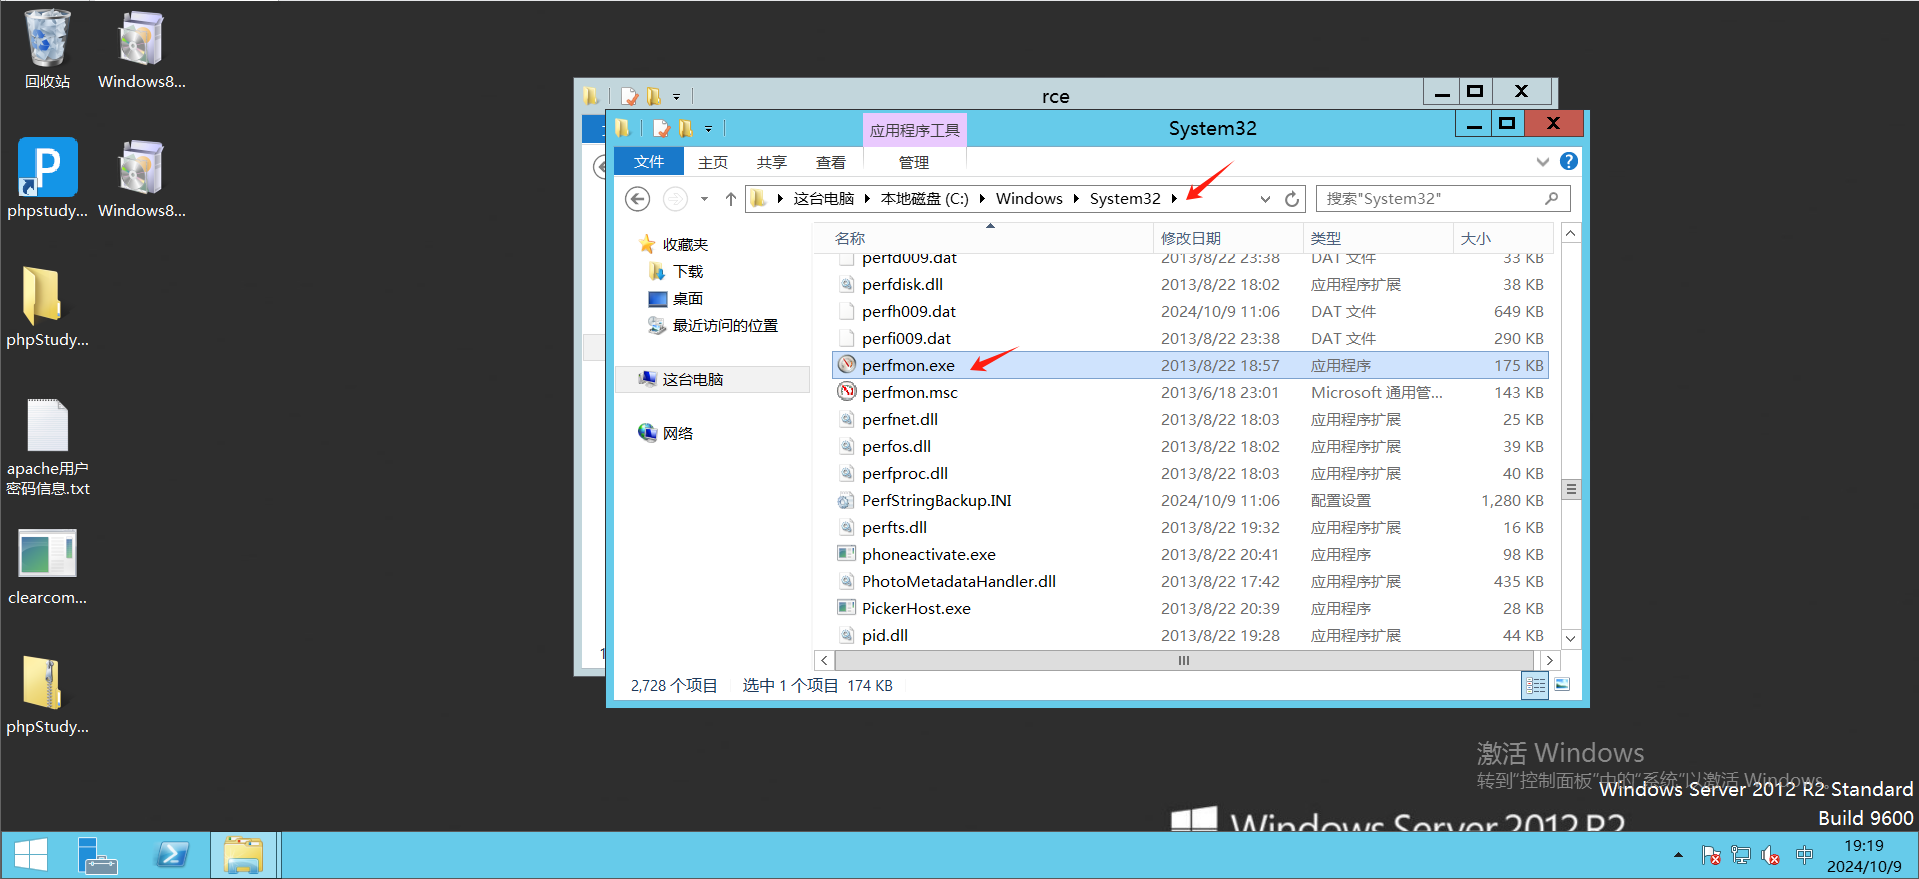 回收站
Windows8...
phpstudy...
Windows8...
phpStudy...
apache用户
密码信息.txt
clearcom...
phpStudy...
rce
应用程序工具
System32
文件
主页
共享
查看
管理
这台电脑
本地磁盘 (C:)
Windows
System32
搜索"System32"
收藏夹
下载
桌面
最近访问的位置
这台电脑
网络
名称 修改日期 类型 大小
perfd009.dat 2013/8/22 23:38 DAT 文件 33 KB
perfdisk.dll 2013/8/22 18:02 应用程序扩展 38 KB
perfh009.dat 2024/10/9 11:06 DAT 文件 649 KB
perfi009.dat 2013/8/22 23:38 DAT 文件 290 KB
perfmon.exe 2013/8/22 18:57 应用程序 175 KB
perfmon.msc 2013/6/18 23:01 Microsoft 通用管... 143 KB
perfnet.dll 2013/8/22 18:03 应用程序扩展 25 KB
perfos.dll 2013/8/22 18:02 应用程序扩展 39 KB
perfproc.dll 2013/8/22 18:03 应用程序扩展 40 KB
PerfStringBackup.INI 2024/10/9 11:06 配置设置 1,280 KB
perfts.dll 2013/8/22 19:32 应用程序扩展 16 KB
phoneactivate.exe 2013/8/22 20:41 应用程序 98 KB
PhotoMetadataHandler.dll 2013/8/22 17:42 应用程序扩展 435 KB
PickerHost.exe 2013/8/22 20:39 应用程序 28 KB
pid.dll 2013/8/22 19:28 应用程序扩展 44 KB
2,728 个项目 选中 1 个项目 174 KB
激活 Windows
转到"控制面板"中的"系统"以激活 Windows。
Windows Server 2012 R2 Standard
Build 9600
Windows Server 2012 R2
中
19:19
2024/10/9